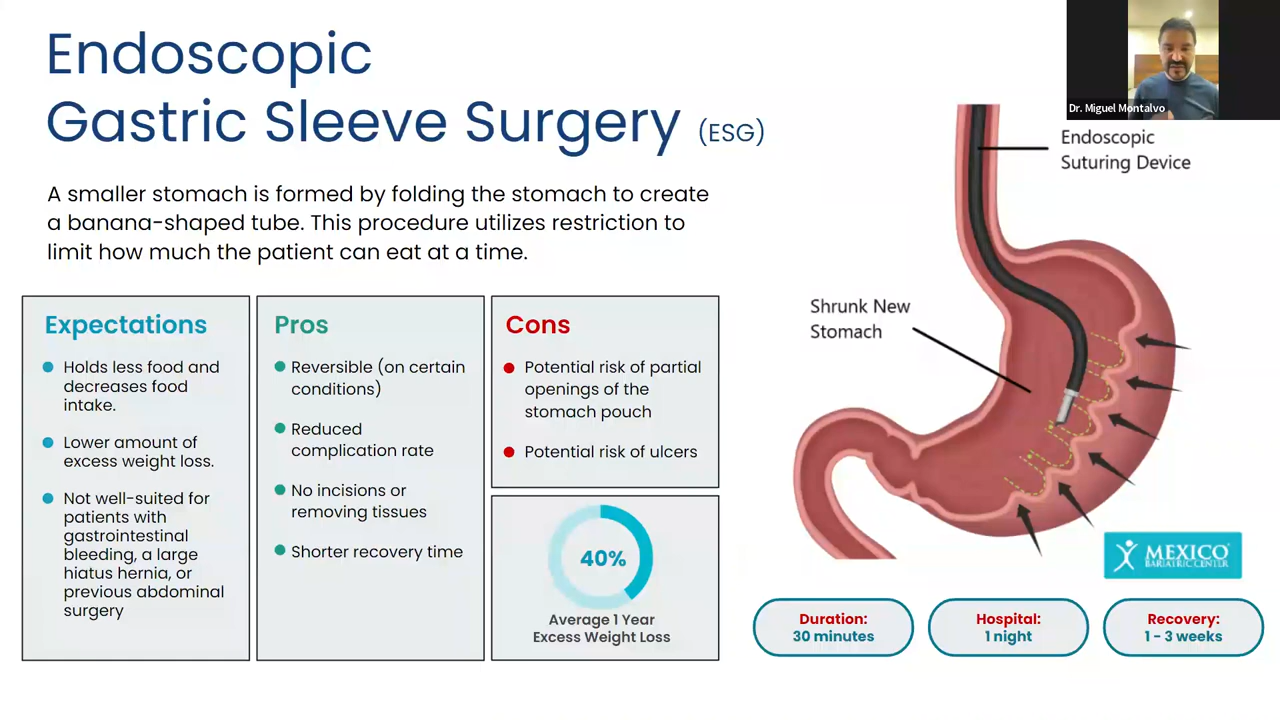 Endoscopic
Gastric Sleeve Surgery (ESG)
A smaller stomach is formed by folding the stomach to create
a banana-shaped tube. This procedure utilizes restriction to
limit how much the patient can eat at a time.
Expectations
Holds less food and
decreases food
intake.
Lower amount of
excess weight loss.
Not well-suited for
patients with
gastrointestinal
bleeding, a large
hiatus hernia, or
previous abdominal
surgery
Pros
Reversible (on certain
conditions)
Reduced
complication rate
No incisions or
removing tissues
Shorter recovery time
Cons
Potential risk of partial
openings of the
stomach pouch
Potential risk of ulcers
40%
Average 1 Year
Excess Weight Loss
Dr. Miguel Montalvo
Endoscopic
Suturing Device
Shrunk New
Stomach
MEXICO
BARIATRIC CENTER
Duration:
30 minutes
Hospital:
1 night
Recovery:
1 - 3 weeks